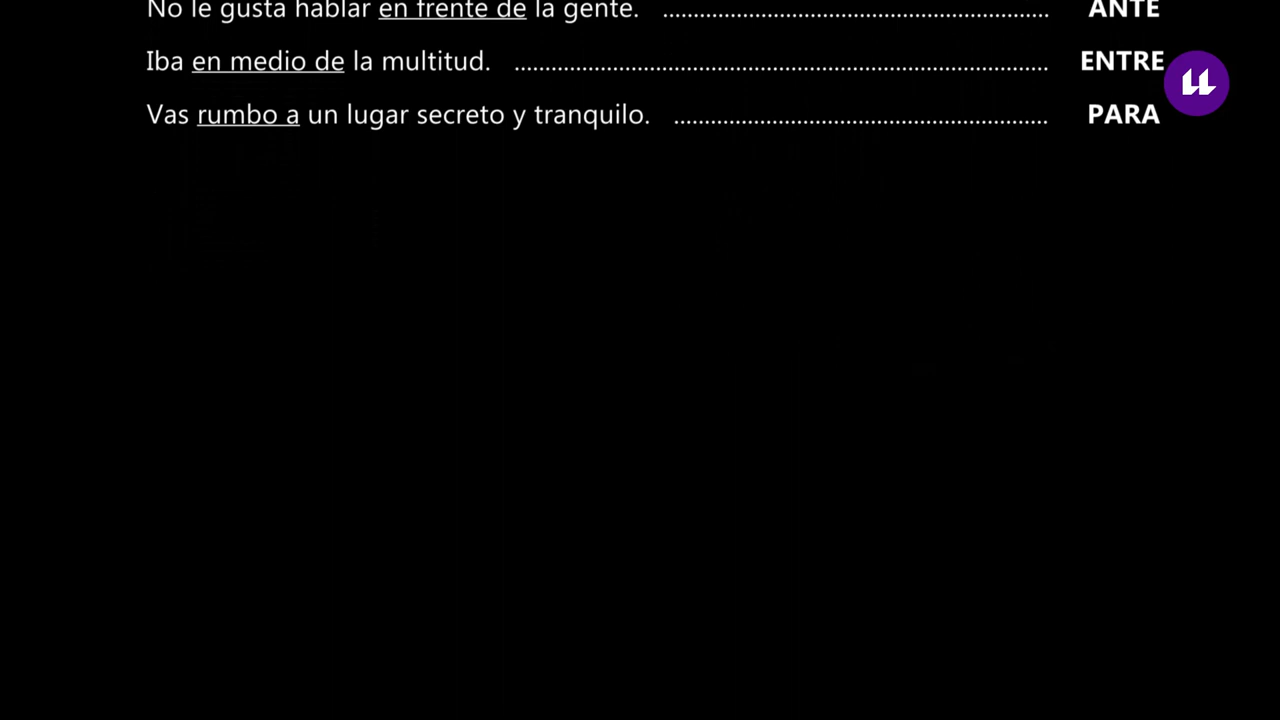 No le gusta hablar en frente de la gente. ................................................................ ANTE
Iba en medio de la multitud. ......................................................................................... ENTRE
Vas rumbo a un lugar secreto y tranquilo. .............................................................. PARA